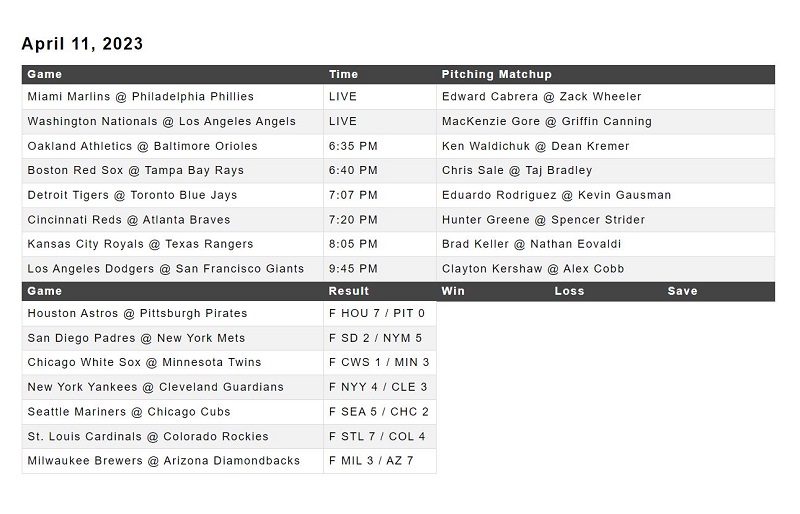 April 11, 2023
Game Time Pitching Matchup
Miami Marlins @ Philadelphia Phillies LIVE Edward Cabrera @ Zack Wheeler
Washington Nationals @ Los Angeles Angels LIVE MacKenzie Gore @ Griffin Canning
Oakland Athletics @ Baltimore Orioles 6:35 PM Ken Waldichuk @ Dean Kremer
Boston Red Sox @ Tampa Bay Rays 6:40 PM Chris Sale @ Taj Bradley
Detroit Tigers @ Toronto Blue Jays 7:07 PM Eduardo Rodriguez @ Kevin Gausman
Cincinnati Reds @ Atlanta Braves 7:20 PM Hunter Greene @ Spencer Strider
Kansas City Royals @ Texas Rangers 8:05 PM Brad Keller @ Nathan Eovaldi
Los Angeles Dodgers @ San Francisco Giants 9:45 PM Clayton Kershaw @ Alex Cobb
Game Result Win Loss Save
Houston Astros @ Pittsburgh Pirates F HOU 7 / PIT 0
San Diego Padres @ New York Mets F SD 2 / NYM 5
Chicago White Sox @ Minnesota Twins F CWS 1 / MIN 3
New York Yankees @ Cleveland Guardians F NYY 4 / CLE 3
Seattle Mariners @ Chicago Cubs F SEA 5 / CHC 2
St. Louis Cardinals @ Colorado Rockies F STL 7 / COL 4
Milwaukee Brewers @ Arizona Diamondbacks F MIL 3 / AZ 7